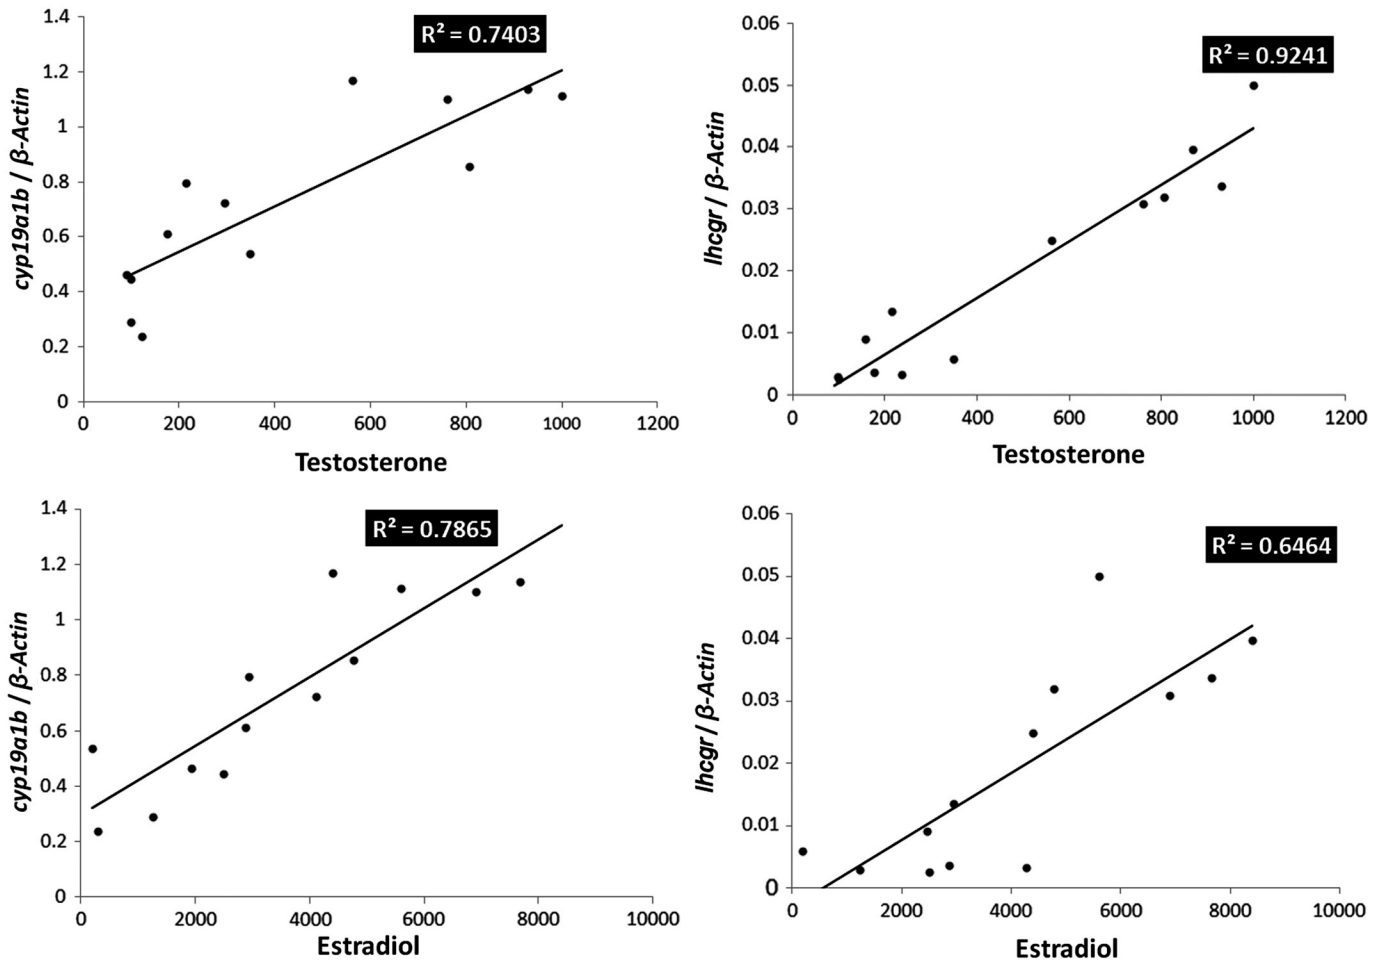 R² = 0.7403
1.4
1.2
1
0.8
0.6
0.4
0.2
0
cyp19a1b / β-Actin
0 200 400 600 800 1000 1200
Testosterone
R² = 0.9241
0.06
0.05
0.04
0.03
0.02
0.01
0
lhcgr / β-Actin
0 200 400 600 800 1000 1200
Testosterone
R² = 0.7865
1.4
1.2
1
0.8
0.6
0.4
0.2
0
cyp19a1b / β-Actin
0 2000 4000 6000 8000 10000
Estradiol
R² = 0.6464
0.06
0.05
0.04
0.03
0.02
0.01
0
lhcgr / β-Actin
0 2000 4000 6000 8000 10000
Estradiol